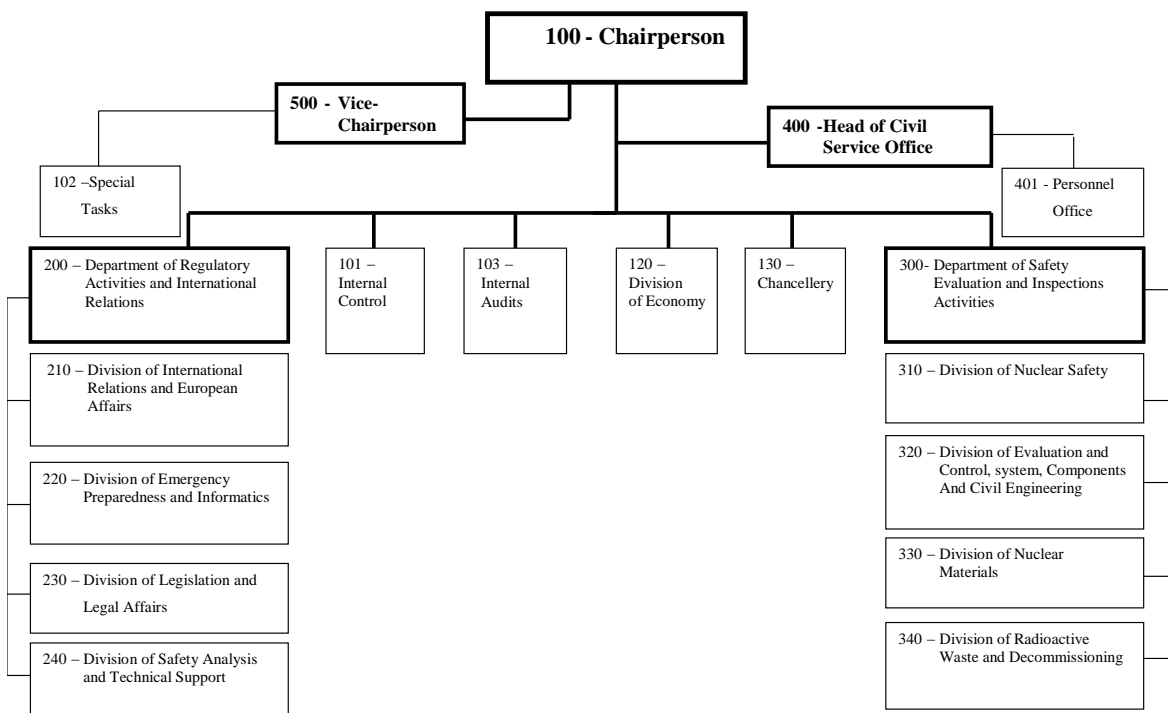 100 - Chairperson
500 - Vice-
Chairperson
400 -Head of Civil
Service Office
102 –Special
Tasks
401 - Personnel
Office
200 – Department of Regulatory
Activities and International
Relations
101 –
Internal
Control
103 –
Internal
Audits
120 –
Division
of Economy
130 –
Chancellery
300- Department of Safety
Evaluation and Inspections
Activities
210 – Division of International
Relations and European
Affairs
310 – Division of Nuclear Safety
220 – Division of Emergency
Preparedness and Informatics
320 – Division of Evaluation and
Control, system, Components
And Civil Engineering
230 – Division of Legislation and
Legal Affairs
330 – Division of Nuclear
Materials
240 – Division of Safety Analysis
and Technical Support
340 – Division of Radioactive
Waste and Decommissioning